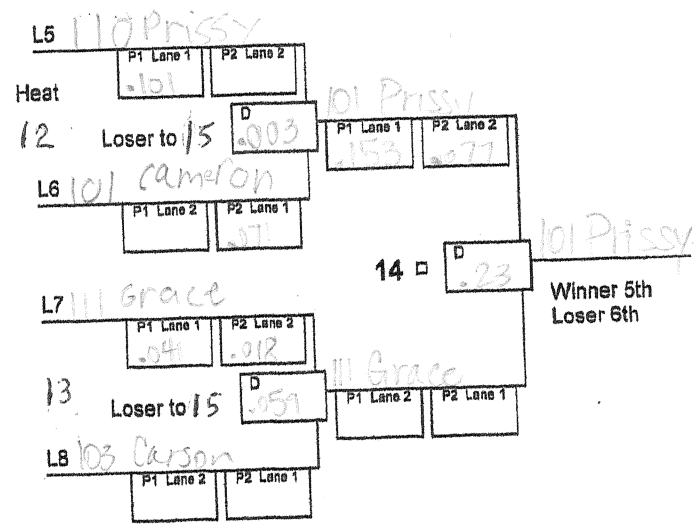 L5 110 Prissy
P1 Lane 1 P2 Lane 2
.101
Heat
101 Prissy
12 Loser to 15 D .003
P1 Lane 1 P2 Lane 2
.153 .077
L6 101 Cameron
P1 Lane 2 P2 Lane 1
.071
101 Prissy
14 D .23
Winner 5th
Loser 6th
L7 111 Grace
P1 Lane 1 P2 Lane 2
.041 .018
111 Grace
13 Loser to 15 D .059
P1 Lane 2 P2 Lane 1
L8 103 Carson
P1 Lane 2 P2 Lane 1